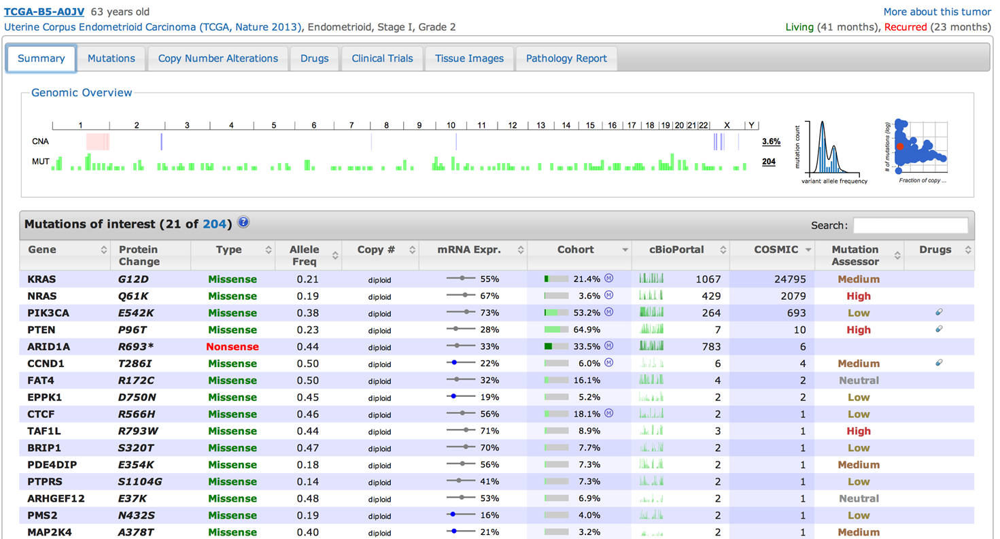 TCGA-B5-A0JV 63 years old More about this tumor
Uterine Corpus Endometrioid Carcinoma (TCGA, Nature 2013), Endometrioid, Stage I, Grade 2 Living (41 months), Recurred (23 months)
Summary Mutations Copy Number Alterations Drugs Clinical Trials Tissue Images Pathology Report
Genomic Overview
1 2 3 4 5 6 7 8 9 10 11 12 13 14 15 16 17 18 19 20 21 22 X Y
CNA 3.6%
MUT 204
mutation count
variant allele frequency
# of mutations (log)
Fraction of copy ...
Mutations of interest (21 of 204) ? Search:
Gene Protein Change Type Allele Freq Copy # mRNA Expr. Cohort cBioPortal COSMIC Mutation Assessor Drugs
KRAS G12D Missense 0.21 diploid 55% 21.4% M 1067 24795 Medium
NRAS Q61K Missense 0.19 diploid 67% 3.6% M 429 2079 High
PIK3CA E542K Missense 0.38 diploid 73% 53.2% M 264 693 Low
PTEN P96T Missense 0.23 diploid 28% 64.9% 7 10 High
ARID1A R693* Nonsense 0.44 diploid 33% 33.5% M 783 6
CCND1 T286I Missense 0.50 diploid 22% 6.0% M 6 4 Medium
FAT4 R172C Missense 0.50 diploid 32% 16.1% 4 2 Neutral
EPPK1 D750N Missense 0.45 diploid 19% 5.2% 2 2 Low
CTCF R566H Missense 0.46 diploid 56% 18.1% M 2 1 Low
TAF1L R793W Missense 0.44 diploid 71% 8.9% 3 1 High
BRIP1 S320T Missense 0.47 diploid 70% 7.7% 2 1 Low
PDE4DIP E354K Missense 0.18 diploid 56% 7.3% 2 1 Medium
PTPRS S1104G Missense 0.14 diploid 41% 7.3% 2 1 Low
ARHGEF12 E37K Missense 0.48 diploid 53% 6.9% 2 1 Neutral
PMS2 N432S Missense 0.19 diploid 16% 4.0% 2 1 Low
MAP2K4 A378T Missense 0.40 diploid 21% 3.2% 2 1 Medium